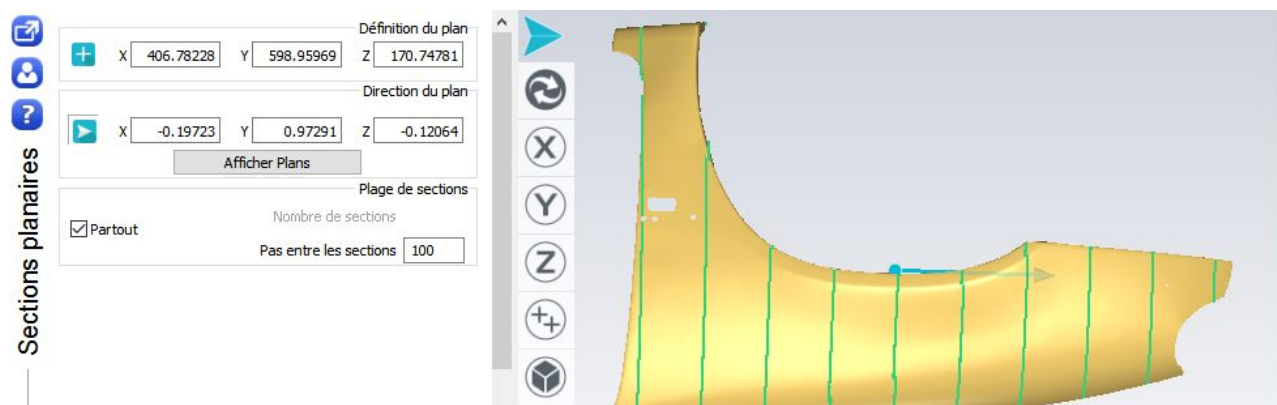 Sections planaires
?
Définition du plan
X 406.78228 Y 598.95969 Z 170.74781
Direction du plan
X -0.19723 Y 0.97291 Z -0.12064
Afficher Plans
Plage de sections
Partout
Nombre de sections
Pas entre les sections 100
X
Y
Z